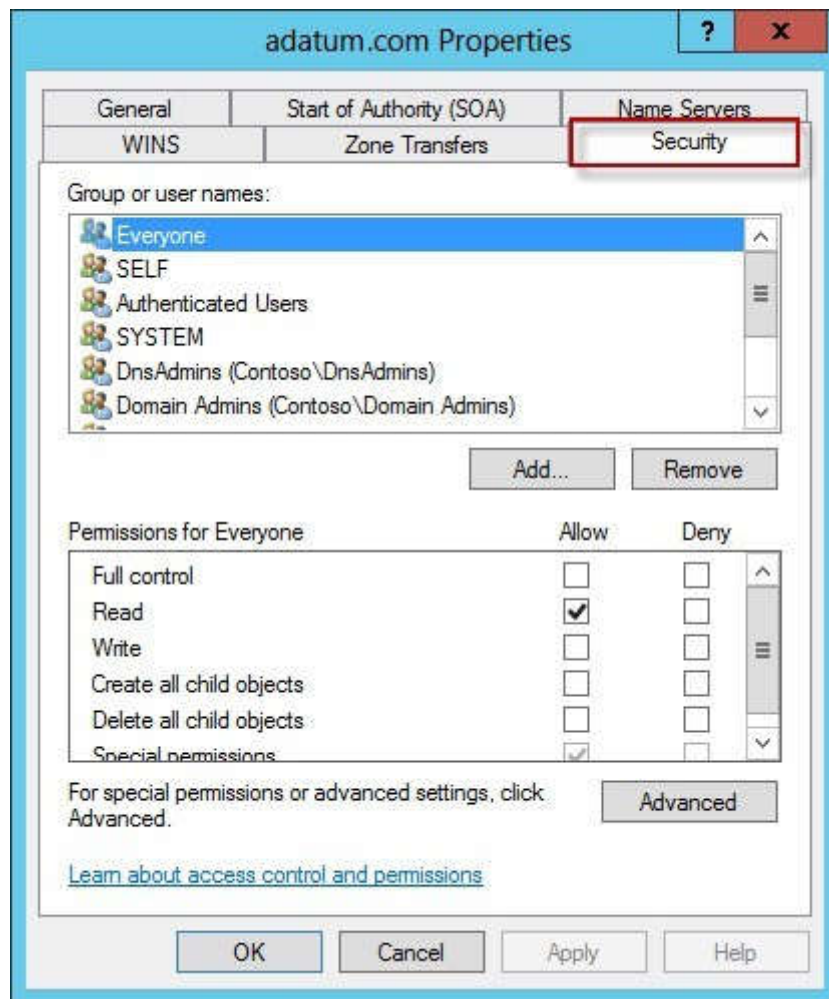 adatum.com Properties
?
x
General
Start of Authority (SOA)
Name Servers
WINS
Zone Transfers
Security
Group or user names:
Everyone
SELF
Authenticated Users
SYSTEM
DnsAdmins (Contoso\DnsAdmins)
Domain Admins (Contoso\Domain Admins)
Add...
Remove
Permissions for Everyone
Allow
Deny
Full control
Read
Write
Create all child objects
Delete all child objects
Special permissions
For special permissions or advanced settings, click
Advanced.
Advanced
Learn about access control and permissions
OK
Cancel
Apply
Help